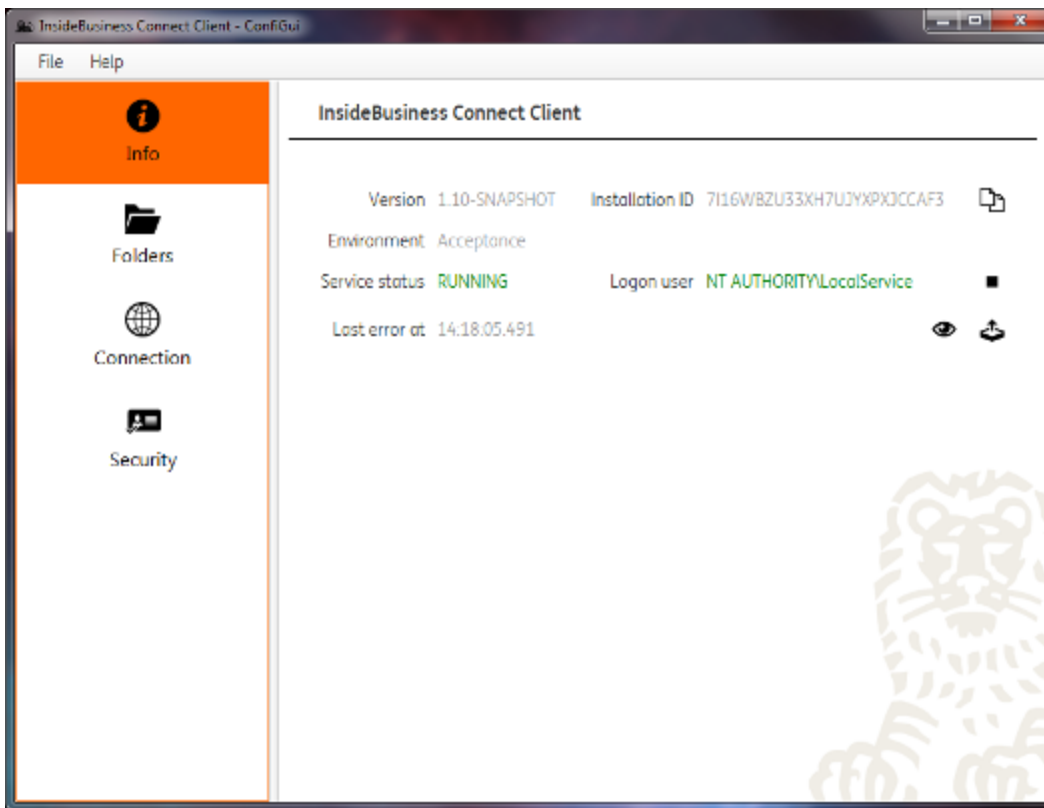 InsideBusiness Connect Client - ConfiGui
File Help
Info
Folders
Connection
Security
InsideBusiness Connect Client
Version 1.10-SNAPSHOT Installation ID 7I16WBZU33XH7UJYXPXJCCAF3
Environment Acceptance
Service status RUNNING Logon user NT AUTHORITY\LocalService
Last error at 14:18:05.491